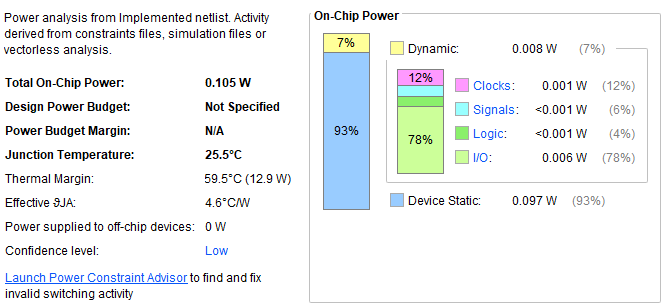 Power analysis from Implemented netlist. Activity
derived from constraints files, simulation files or
vectorless analysis.
Total On-Chip Power: 0.105 W
Design Power Budget: Not Specified
Power Budget Margin: N/A
Junction Temperature: 25.5°C
Thermal Margin: 59.5°C (12.9 W)
Effective ϑJA: 4.6°C/W
Power supplied to off-chip devices: 0 W
Confidence level: Low
Launch Power Constraint Advisor to find and fix
invalid switching activity
On-Chip Power
7%
93%
Dynamic: 0.008 W (7%)
12%
78%
Clocks: 0.001 W (12%)
Signals: <0.001 W (6%)
Logic: <0.001 W (4%)
I/O: 0.006 W (78%)
Device Static: 0.097 W (93%)